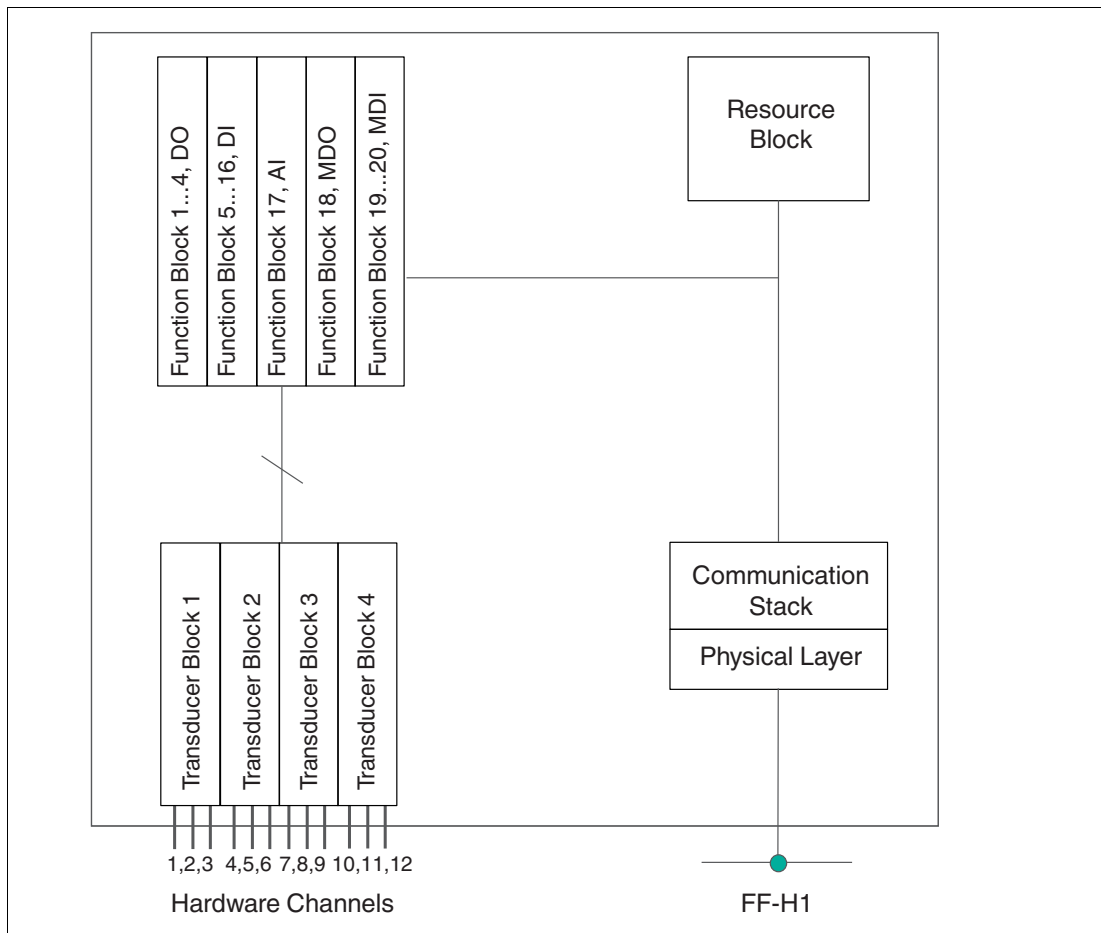 Function Block 1...4, DO
Function Block 5...16, DI
Function Block 17, AI
Function Block 18, MDO
Function Block 19...20, MDI
Resource
Block
Transducer Block 1
Transducer Block 2
Transducer Block 3
Transducer Block 4
Communication
Stack
Physical Layer
1,2,3 4,5,6 7,8,9 10,11,12
Hardware Channels
FF-H1